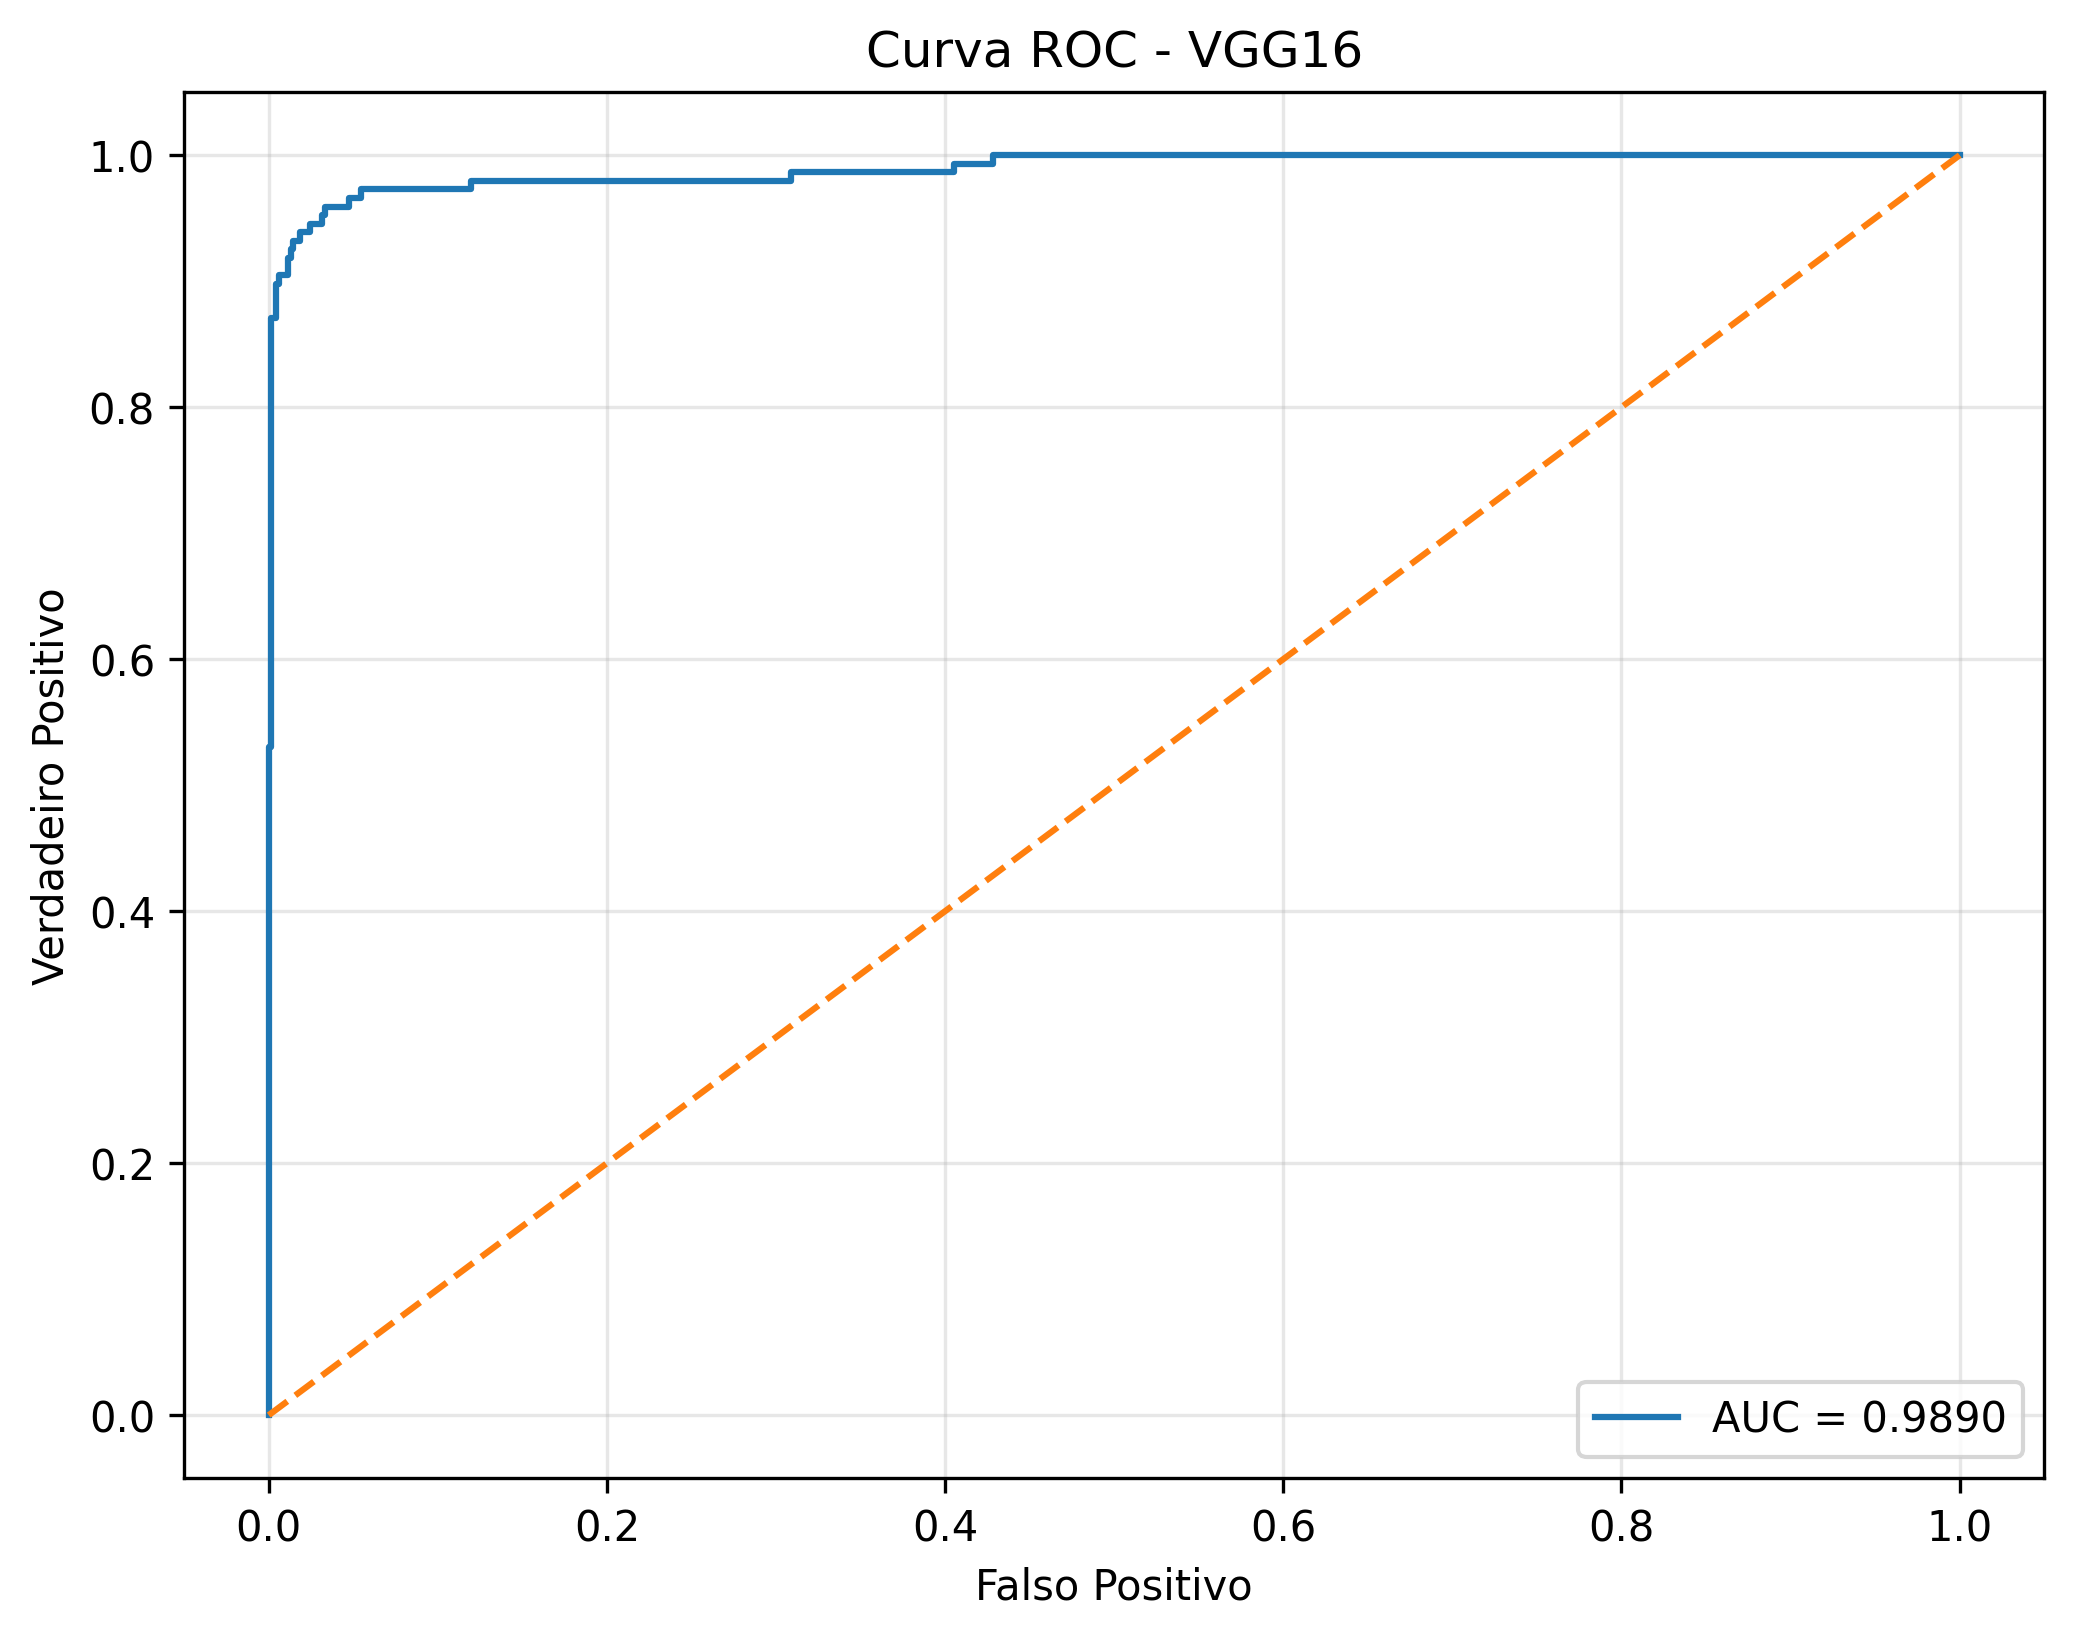 Curva ROC - VGG16
Verdadeiro Positivo
1.0
0.8
0.6
0.4
0.2
0.0
AUC = 0.9890
0.0 0.2 0.4 0.6 0.8 1.0
Falso Positivo